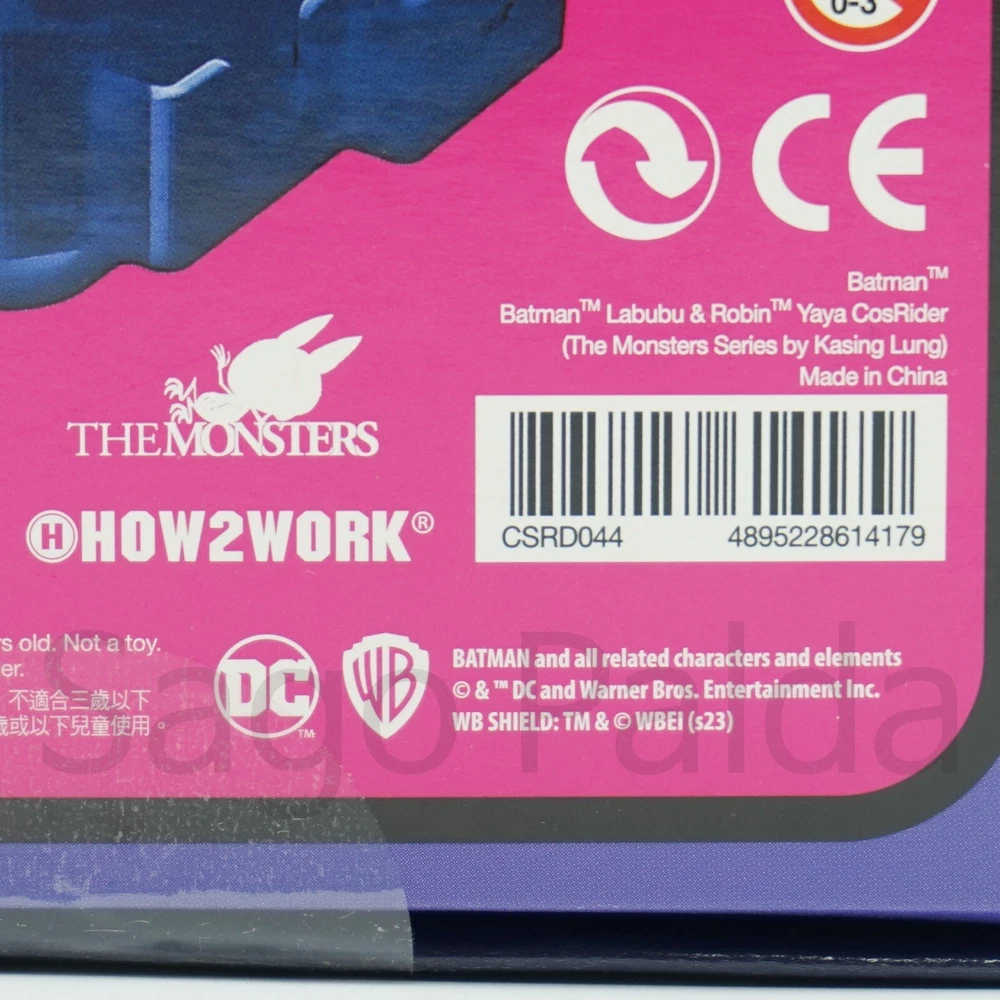 0-3
CE
Batman™
Batman™ Labubu & Robin™ Yaya CosRider
(The Monsters Series by Kasing Lung)
Made in China
THE MONSTERS
H HOW2WORK®
CSRD044 4895228614179
s old. Not a toy.
er.
不適合三歲以下
歲或以下兒童使用。
DC™
WB
BATMAN and all related characters and elements
© & ™ DC and Warner Bros. Entertainment Inc.
WB SHIELD: TM & © WBEI (s23)
Sago Palda